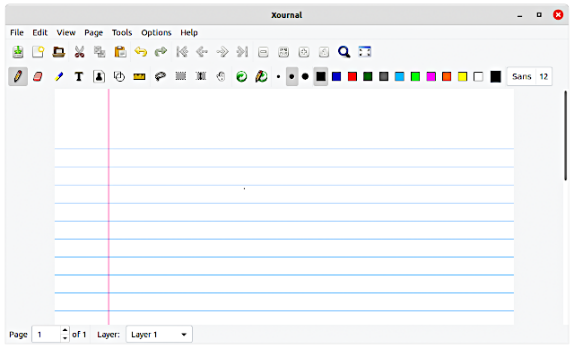 Xournal
File Edit View Page Tools Options Help
T Sans 12
Page 1 of 1 Layer: Layer 1